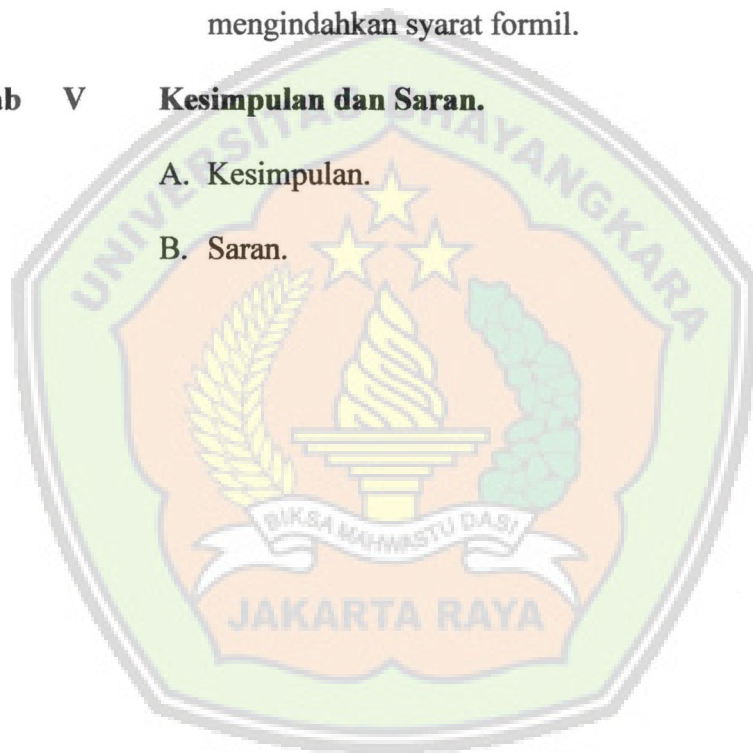 mengindahkan syarat formil.
ab V Kesimpulan dan Saran.
A. Kesimpulan.
B. Saran.
UNIVERSITAS BHAYANGKARA
BIKSA MAHWASTU DASI
JAKARTA RAYA